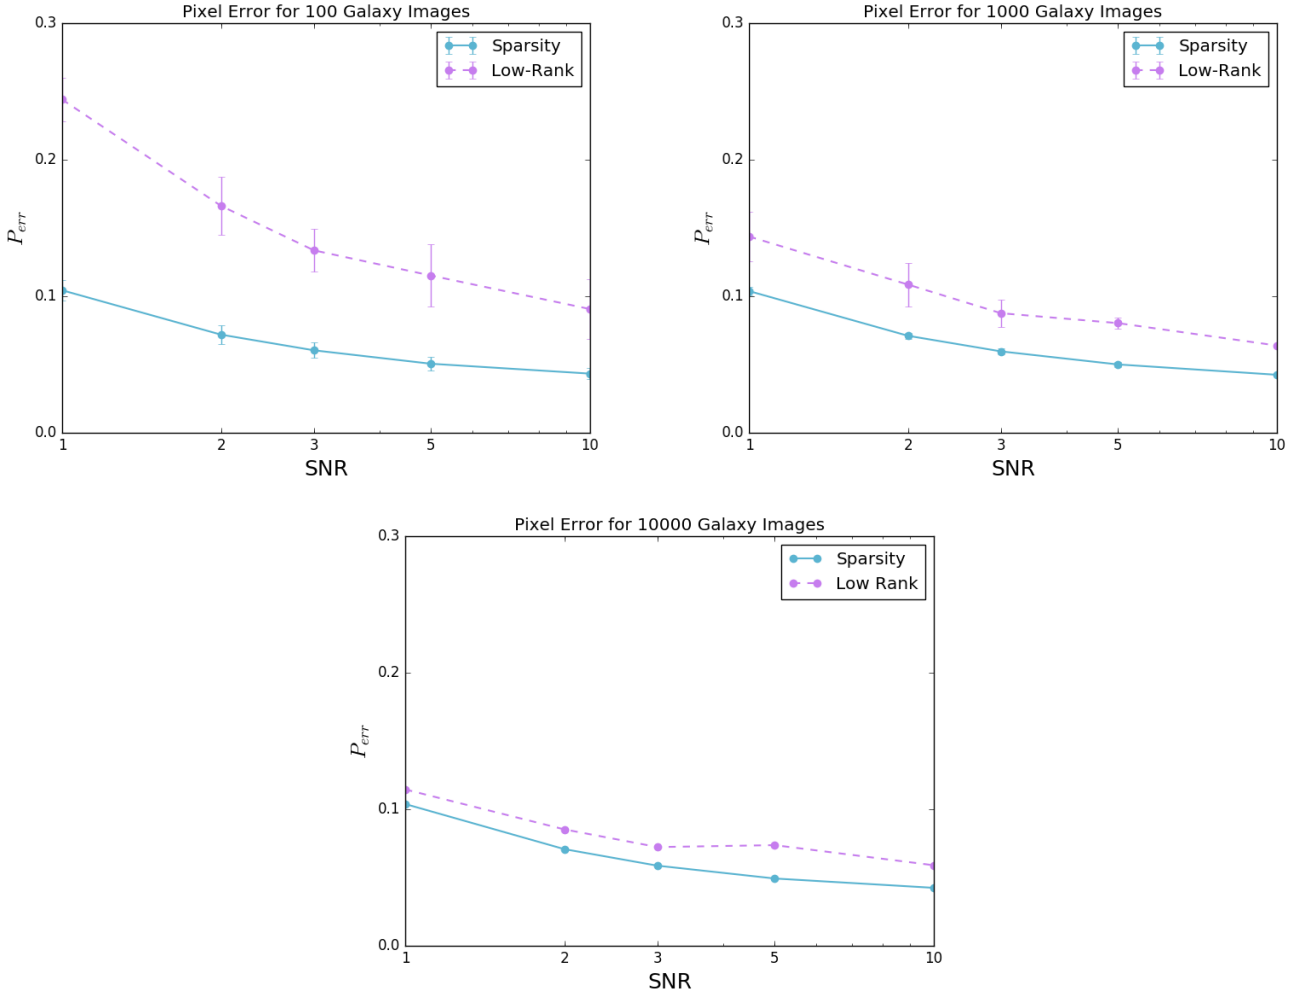 Pixel Error for 100 Galaxy Images
0.3
0.2
0.1
0.0
P_err
Sparsity
Low-Rank
1 2 3 5 10
SNR
Pixel Error for 1000 Galaxy Images
0.3
0.2
0.1
0.0
P_err
Sparsity
Low-Rank
1 2 3 5 10
SNR
Pixel Error for 10000 Galaxy Images
0.3
0.2
0.1
0.0
P_err
Sparsity
Low Rank
1 2 3 5 10
SNR